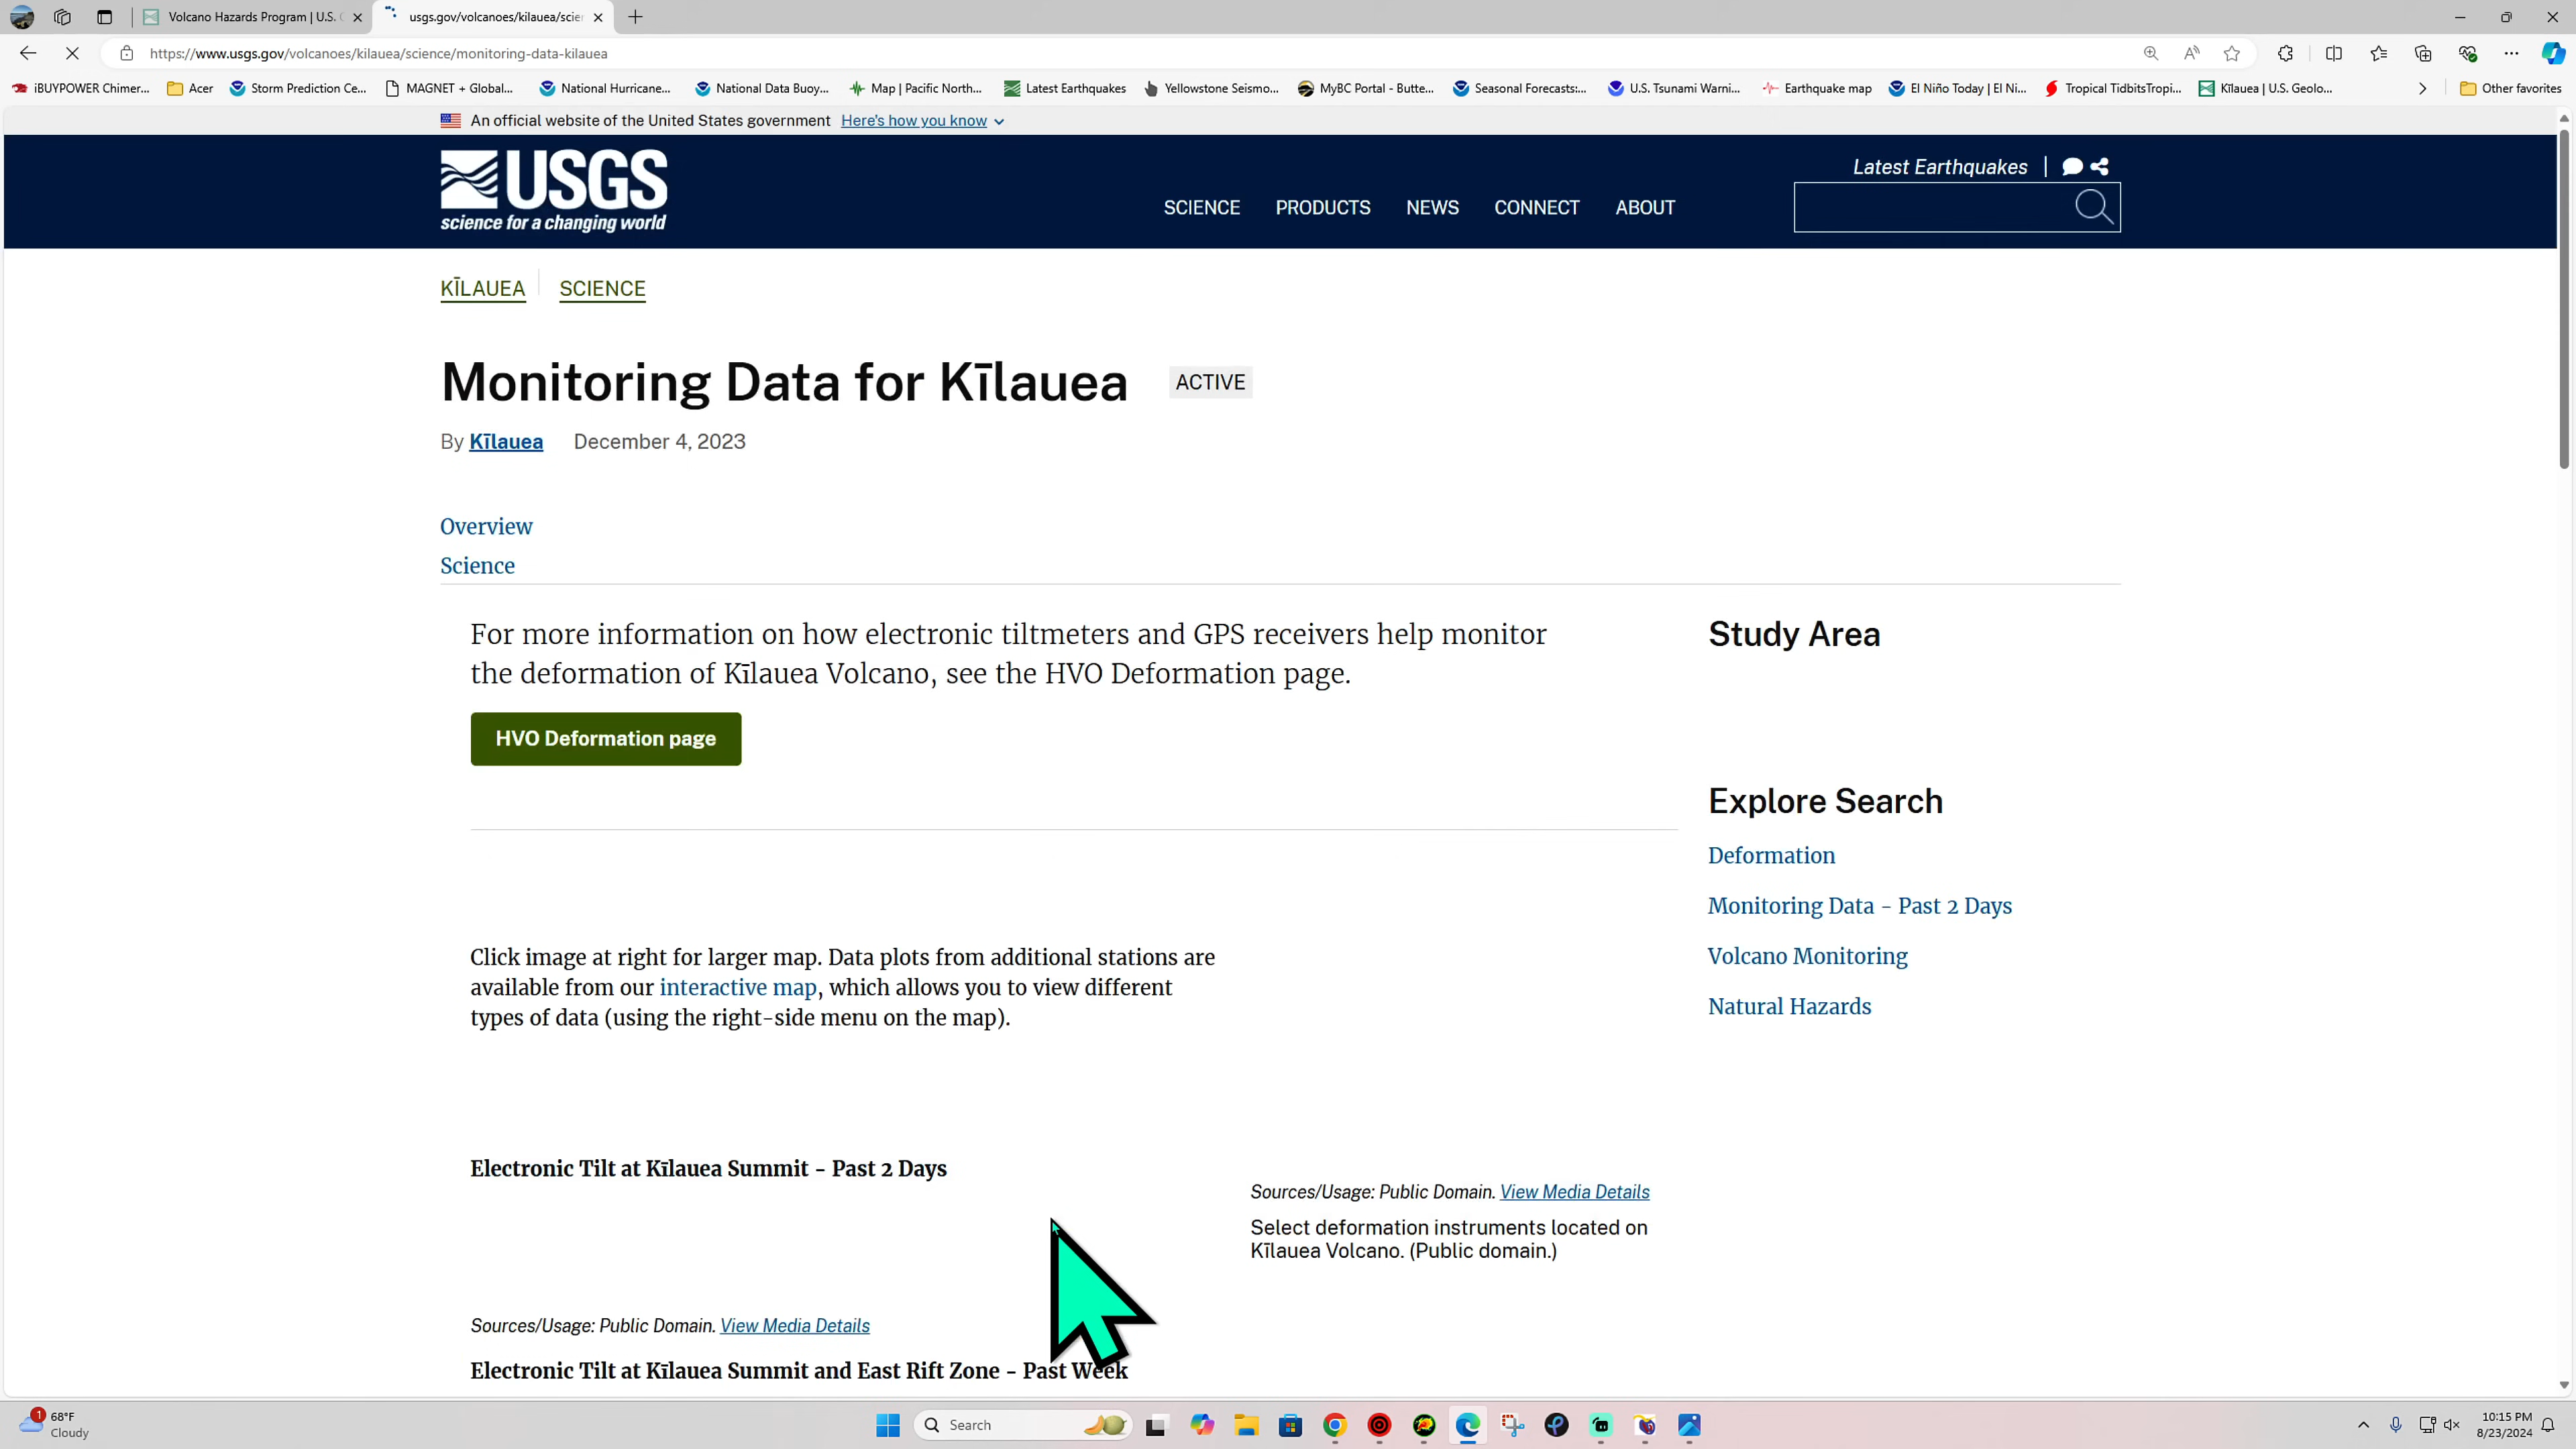 Volcano Hazards Program | U.S. G
usgs.gov/volcanoes/kilauea/scie
https://www.usgs.gov/volcanoes/kilauea/science/monitoring-data-kilauea
iBUYPOWER Chimer...
Acer
Storm Prediction Ce...
MAGNET + Global...
National Hurricane...
National Data Buoy...
Map | Pacific North...
Latest Earthquakes
Yellowstone Seismo...
MyBC Portal - Butte...
Seasonal Forecasts:...
U.S. Tsunami Warni...
Earthquake map
El Niño Today | El Ni...
Tropical TidbitsTropi...
Kīlauea | U.S. Geolo...
Other favorites
An official website of the United States government Here's how you know
USGS
science for a changing world
SCIENCE
PRODUCTS
NEWS
CONNECT
ABOUT
Latest Earthquakes |
KĪLAUEA
SCIENCE
Monitoring Data for Kīlauea
ACTIVE
By Kīlauea December 4, 2023
Overview
Science
For more information on how electronic tiltmeters and GPS receivers help monitor
the deformation of Kīlauea Volcano, see the HVO Deformation page.
HVO Deformation page
Study Area
Explore Search
Deformation
Monitoring Data - Past 2 Days
Volcano Monitoring
Natural Hazards
Click image at right for larger map. Data plots from additional stations are
available from our interactive map, which allows you to view different
types of data (using the right-side menu on the map).
Electronic Tilt at Kīlauea Summit - Past 2 Days
Sources/Usage: Public Domain. View Media Details
Select deformation instruments located on
Kīlauea Volcano. (Public domain.)
Sources/Usage: Public Domain. View Media Details
Electronic Tilt at Kīlauea Summit and East Rift Zone - Past Week
1
68°F
Cloudy
Search
10:15 PM
8/23/2024